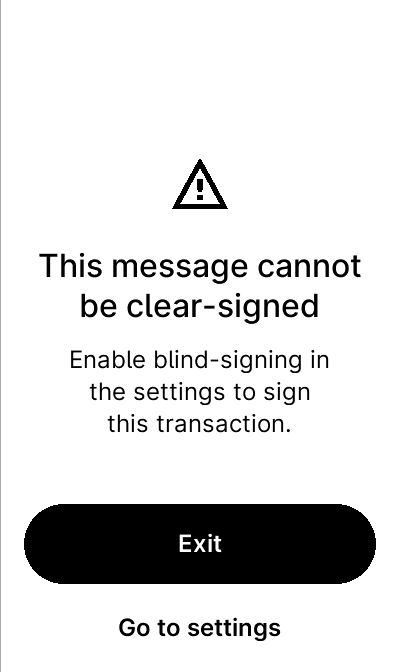 This message cannot
be clear-signed
Enable blind-signing in
the settings to sign
this transaction.
Exit
Go to settings